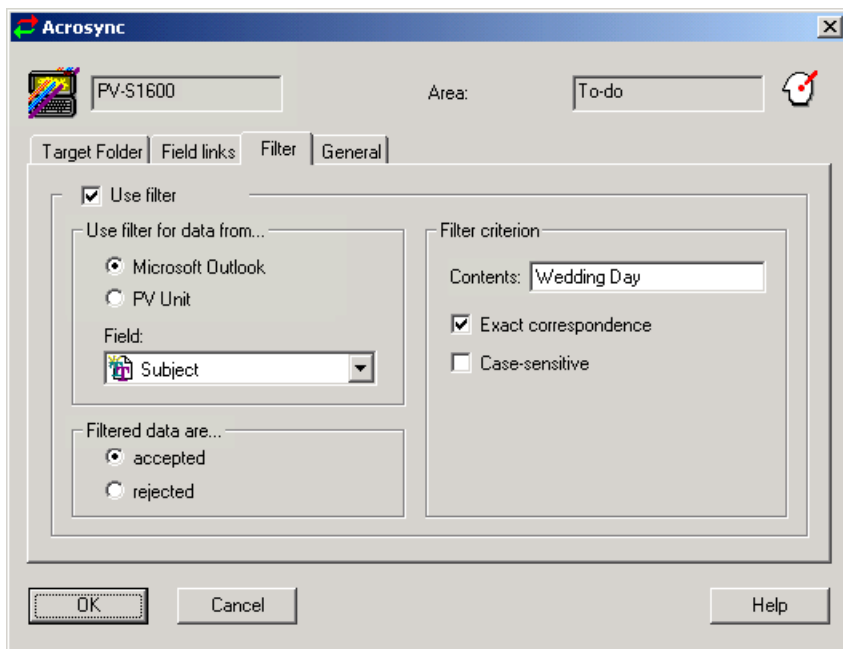 Acrosync
PV-S1600
Area:
To-do
Target Folder
Field links
Filter
General
Use filter
Use filter for data from...
Microsoft Outlook
PV Unit
Field:
Subject
Filtered data are...
accepted
rejected
Filter criterion
Contents: Wedding Day
Exact correspondence
Case-sensitive
OK
Cancel
Help